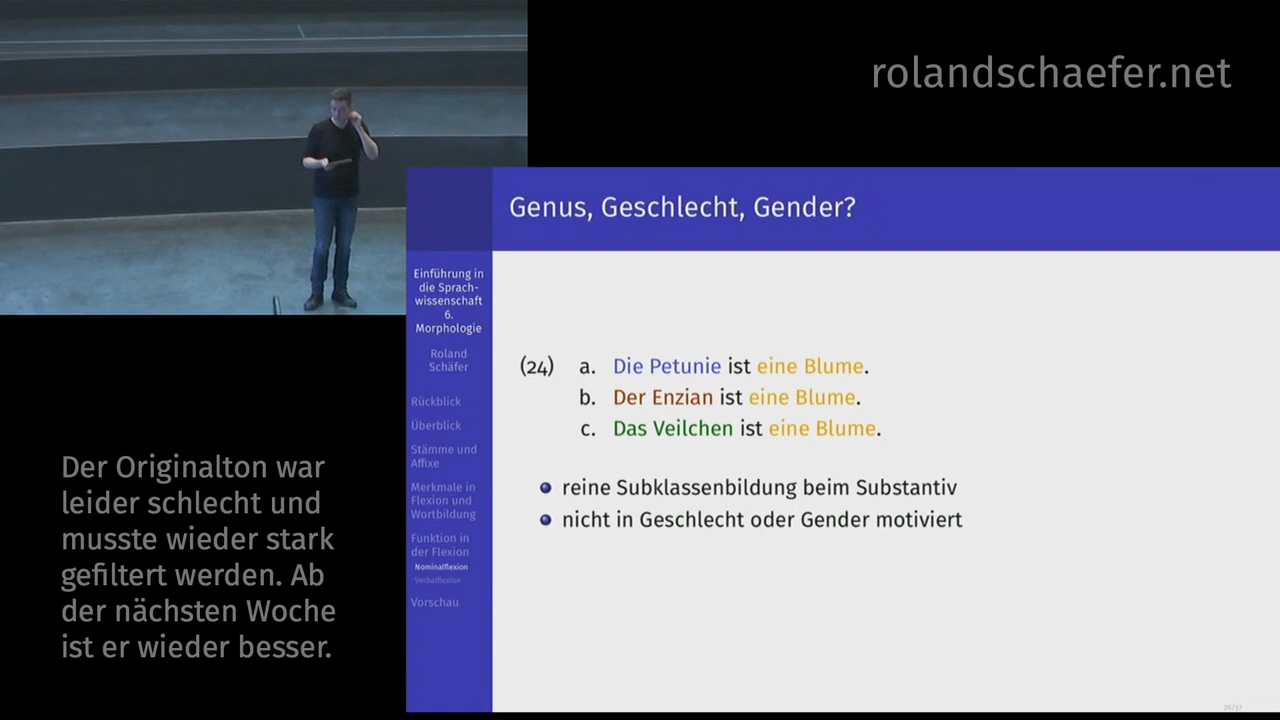 rolandschaefer.net
Genus, Geschlecht, Gender?
Einführung in
die Sprach-
wissenschaft
6.
Morphologie
Roland
Schäfer
Rückblick
Überblick
Stämme und
Affixe
Merkmale in
Flexion und
Wortbildung
Funktion in
der Flexion
Nominalflexion
Verbalflexion
Vorschau
(24) a. Die Petunie ist eine Blume.
b. Der Enzian ist eine Blume.
c. Das Veilchen ist eine Blume.
reine Subklassenbildung beim Substantiv
nicht in Geschlecht oder Gender motiviert
Der Originalton war
leider schlecht und
musste wieder stark
gefiltert werden. Ab
der nächsten Woche
ist er wieder besser.